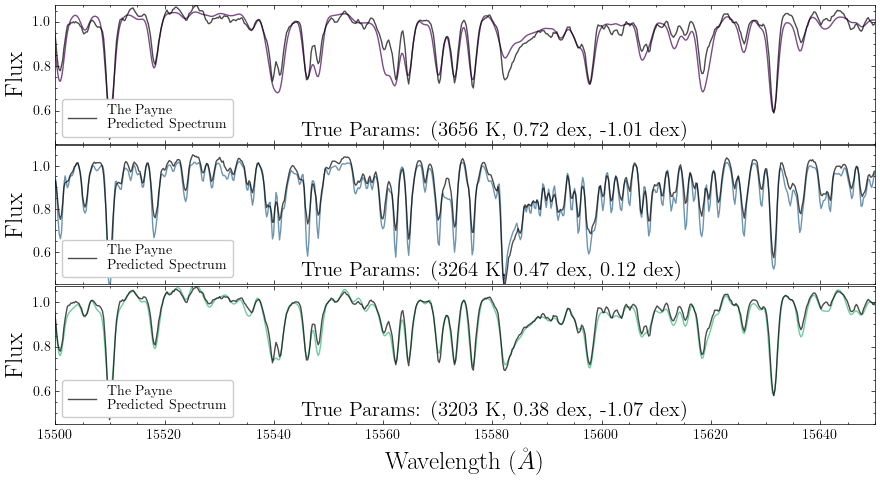 1.0
0.8
0.6
Flux
The Payne
Predicted Spectrum
True Params: (3656 K, 0.72 dex, -1.01 dex)
1.0
0.8
0.6
Flux
The Payne
Predicted Spectrum
True Params: (3264 K, 0.47 dex, 0.12 dex)
1.0
0.8
0.6
Flux
The Payne
Predicted Spectrum
True Params: (3203 K, 0.38 dex, -1.07 dex)
15500 15520 15540 15560 15580 15600 15620 15640
Wavelength (Å)